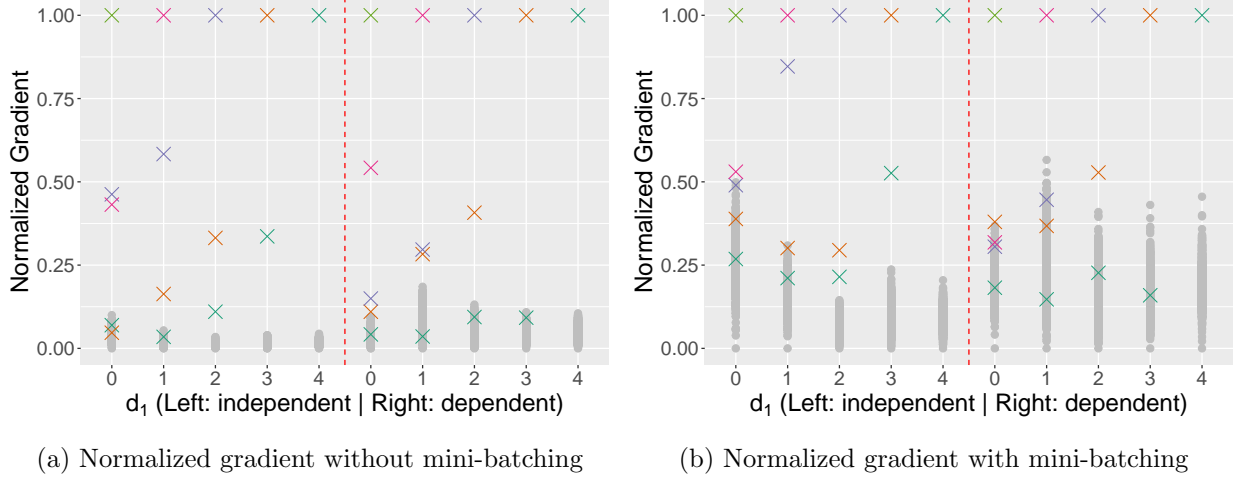 1.00
0.75
0.50
0.25
0.00
Normalized Gradient
0 1 2 3 4 0 1 2 3 4
d₁ (Left: independent | Right: dependent)
(a) Normalized gradient without mini-batching
1.00
0.75
0.50
0.25
0.00
Normalized Gradient
0 1 2 3 4 0 1 2 3 4
d₁ (Left: independent | Right: dependent)
(b) Normalized gradient with mini-batching